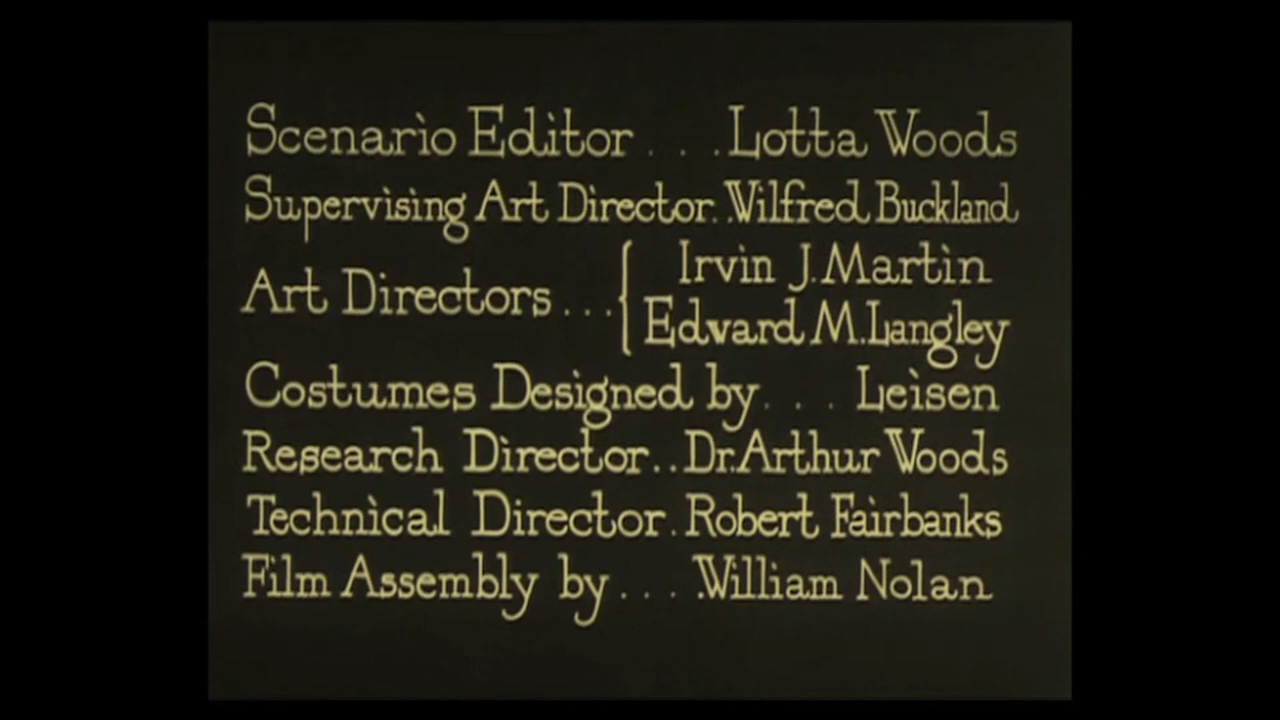 Scenario Editor . . . Lotta Woods
Supervising Art Director. . Wilfred Buckland
Art Directors . . . { Irvin J. Martin
Edward M. Langley
Costumes Designed by . . . Leisen
Research Director . . Dr. Arthur Woods
Technical Director . Robert Fairbanks
Film Assembly by . . . . William Nolan